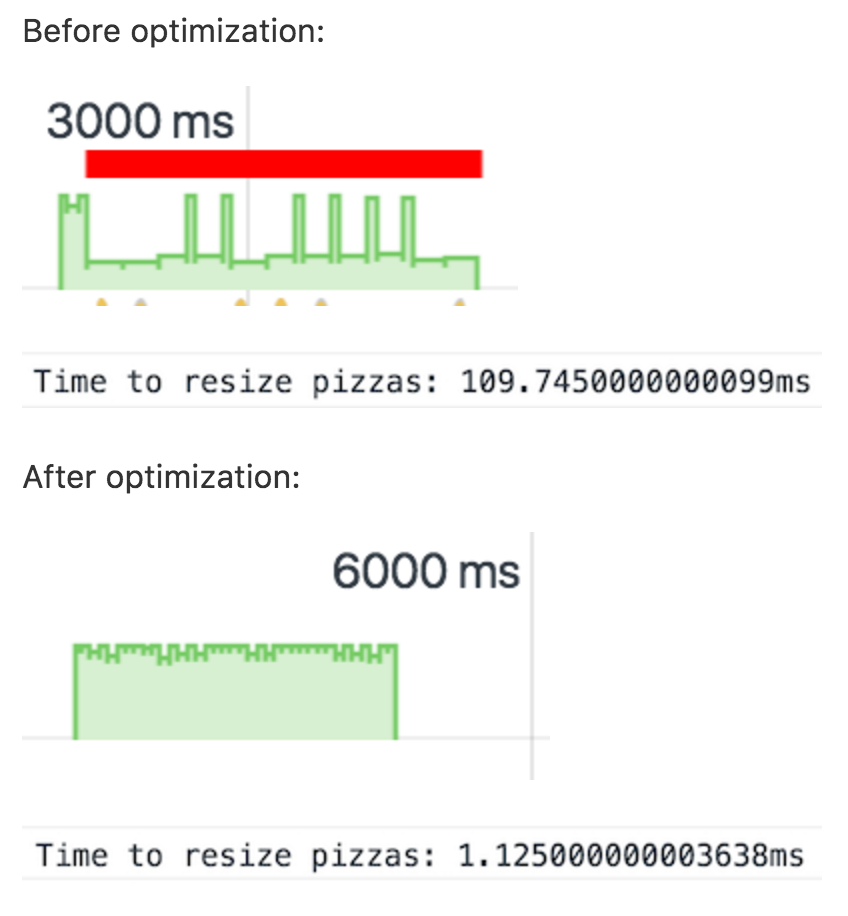 Before optimization:
3000 ms
Time to resize pizzas: 109.7450000000099ms
After optimization:
6000 ms
Time to resize pizzas: 1.125000000003638ms